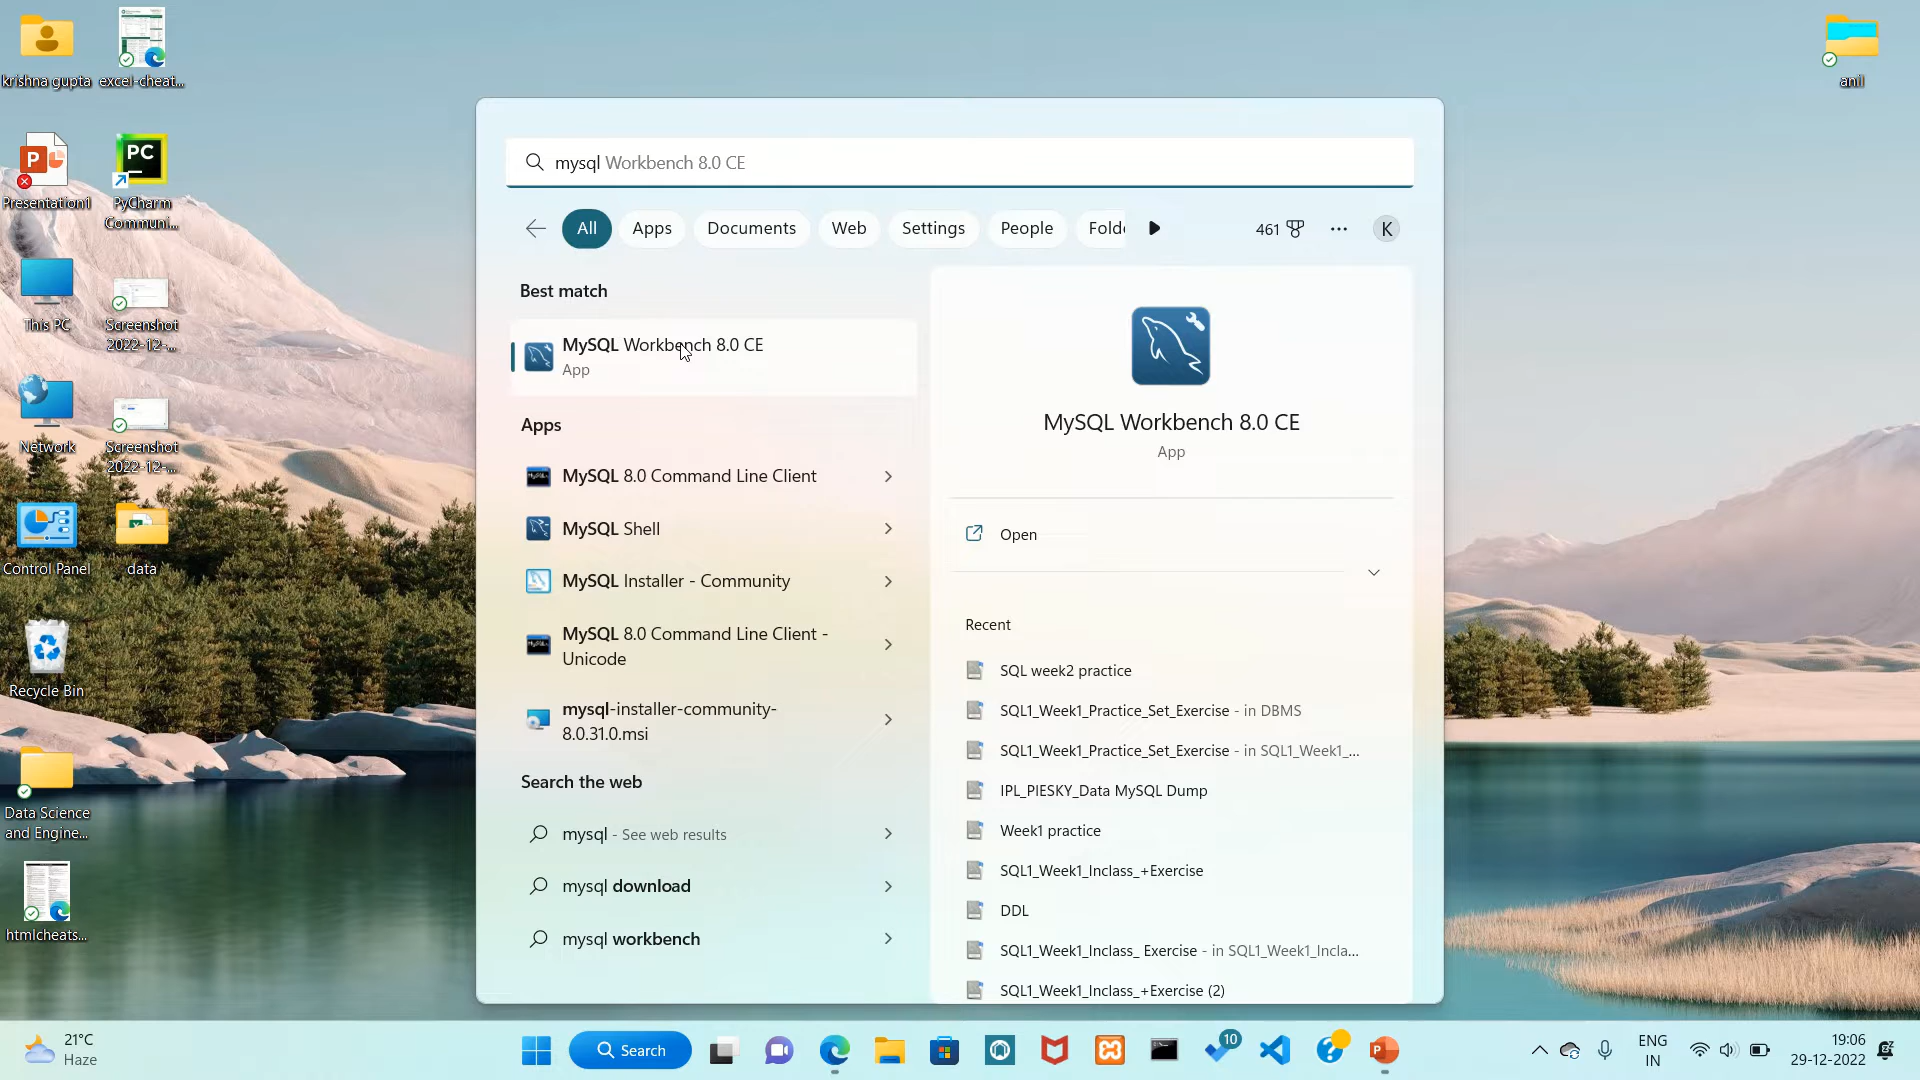 krishna gupta
excel-cheat...
Presentation1
PyCharm
Communi...
This PC
Screenshot
2022-12-...
Network
Screenshot
2022-12-...
Control Panel
data
Recycle Bin
Data Science
and Engine...
htmlcheats...
anil
mysql Workbench 8.0 CE
All
Apps
Documents
Web
Settings
People
Folde
461
K
Best match
MySQL Workbench 8.0 CE
App
Apps
MySQL 8.0 Command Line Client
MySQL Shell
MySQL Installer - Community
MySQL 8.0 Command Line Client -
Unicode
mysql-installer-community-
8.0.31.0.msi
Search the web
mysql - See web results
mysql download
mysql workbench
MySQL Workbench 8.0 CE
App
Open
Recent
SQL week2 practice
SQL1_Week1_Practice_Set_Exercise - in DBMS
SQL1_Week1_Practice_Set_Exercise - in SQL1_Week1_...
IPL_PIESKY_Data MySQL Dump
Week1 practice
SQL1_Week1_Inclass_+Exercise
DDL
SQL1_Week1_Inclass_ Exercise - in SQL1_Week1_Incla...
SQL1_Week1_Inclass_+Exercise (2)
21°C
Haze
Search
10
ENG
IN
19:06
29-12-2022